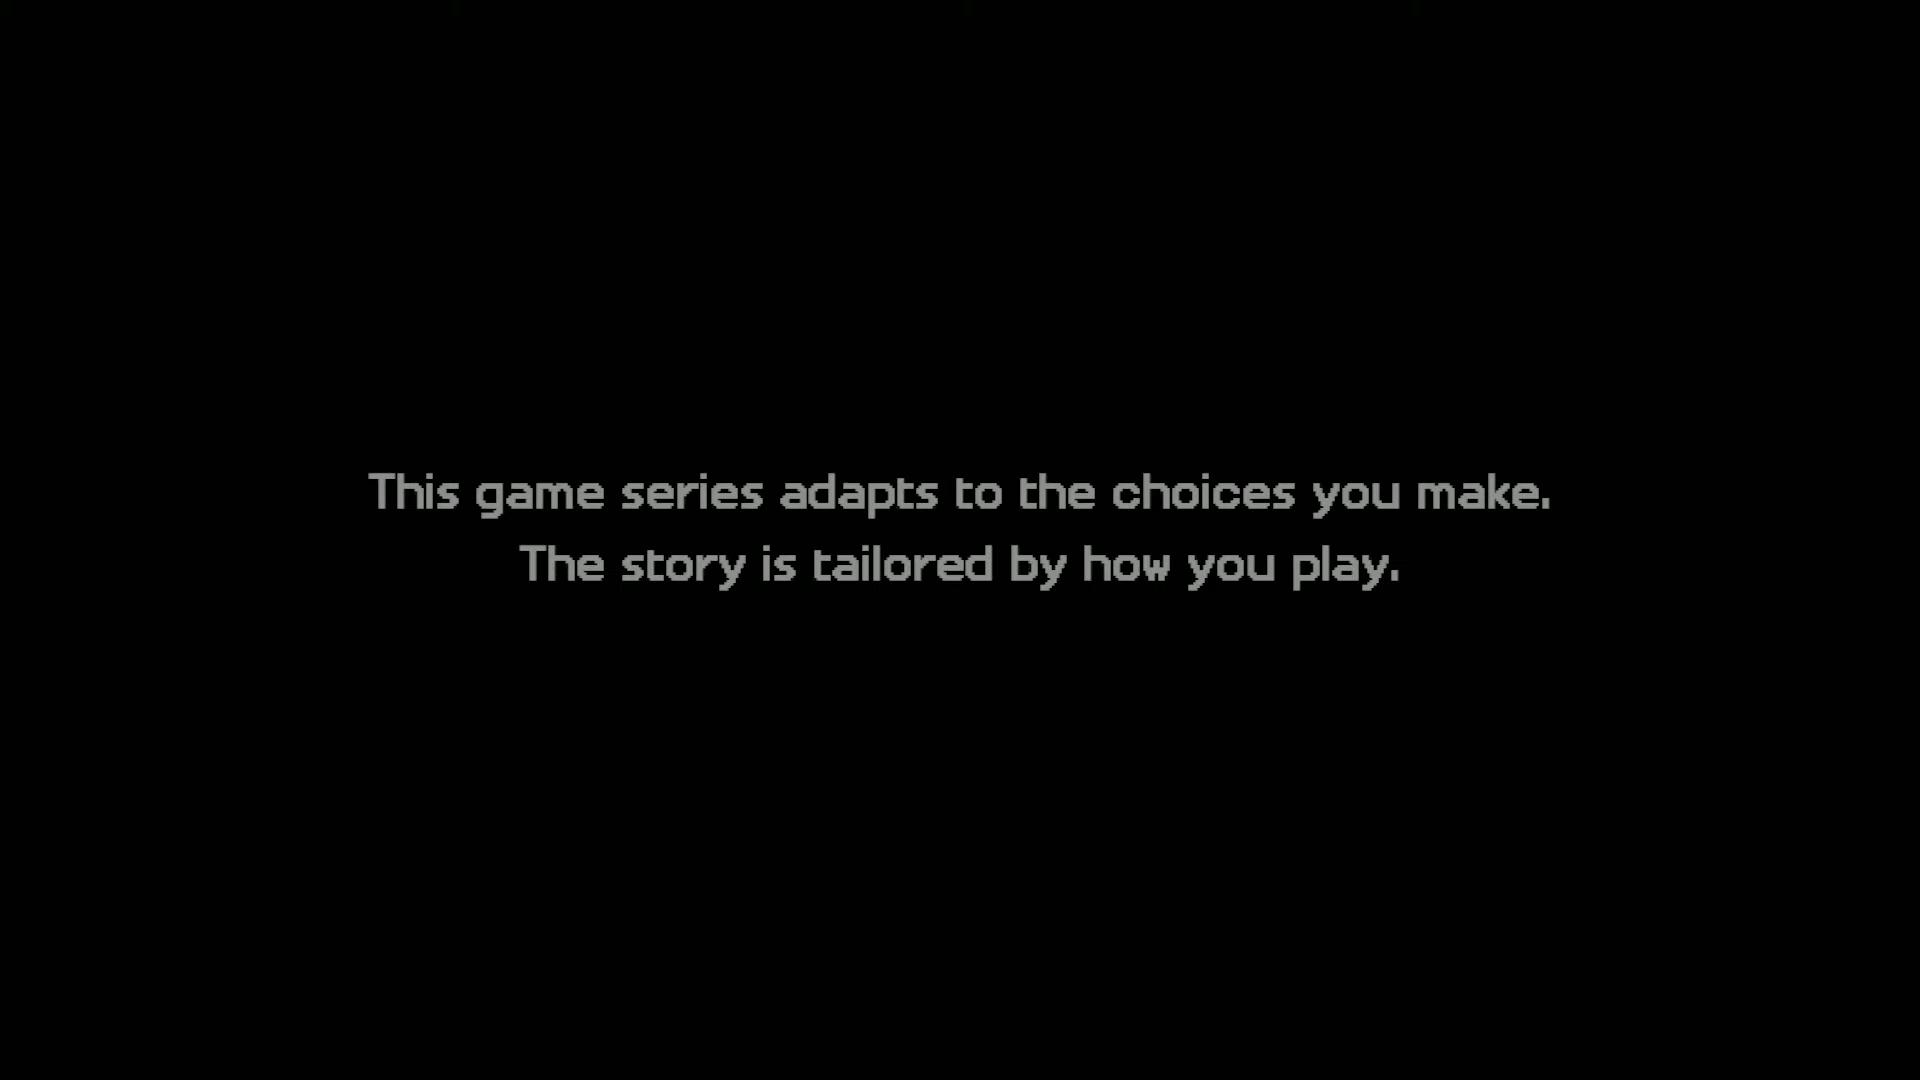 This game series adapts to the choices you make.
The story is tailored by how you play.